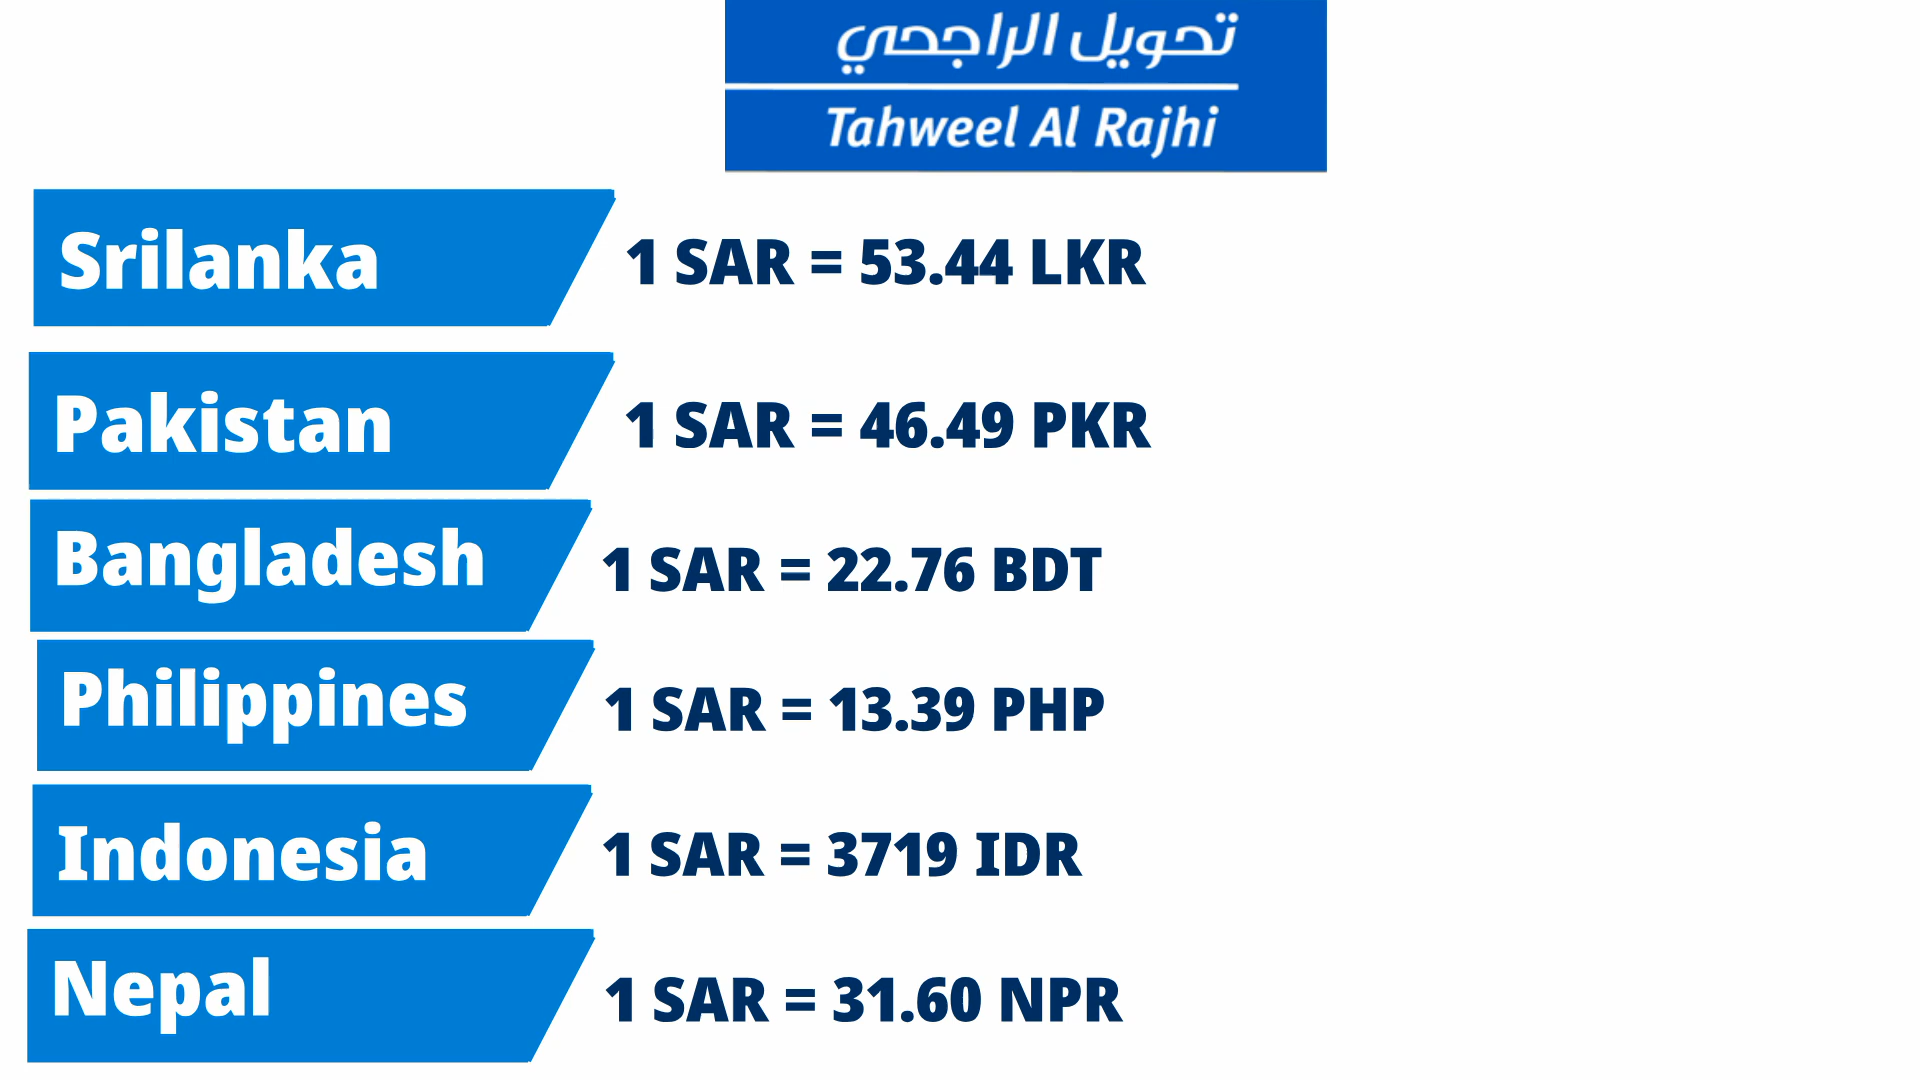 تحويل الراجحي
Tahweel Al Rajhi
Srilanka 1 SAR = 53.44 LKR
Pakistan 1 SAR = 46.49 PKR
Bangladesh 1 SAR = 22.76 BDT
Philippines 1 SAR = 13.39 PHP
Indonesia 1 SAR = 3719 IDR
Nepal 1 SAR = 31.60 NPR